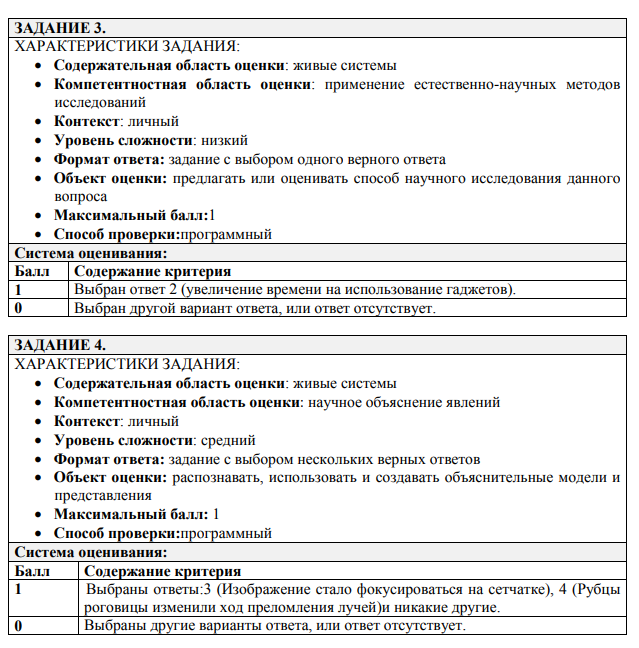 ЗАДАНИЕ 3.
ХАРАКТЕРИСТИКИ ЗАДАНИЯ:
• Содержательная область оценки: живые системы
• Компетентностная область оценки: применение естественно-научных методов
исследований
• Контекст: личный
• Уровень сложности: низкий
• Формат ответа: задание с выбором одного верного ответа
• Объект оценки: предлагать или оценивать способ научного исследования данного
вопроса
• Максимальный балл:1
• Способ проверки:программный
Система оценивания:
Балл Содержание критерия
1 Выбран ответ 2 (увеличение времени на использование гаджетов).
0 Выбран другой вариант ответа, или ответ отсутствует.
ЗАДАНИЕ 4.
ХАРАКТЕРИСТИКИ ЗАДАНИЯ:
• Содержательная область оценки: живые системы
• Компетентностная область оценки: научное объяснение явлений
• Контекст: личный
• Уровень сложности: средний
• Формат ответа: задание с выбором нескольких верных ответов
• Объект оценки: распознавать, использовать и создавать объяснительные модели и
представления
• Максимальный балл: 1
• Способ проверки:программный
Система оценивания:
Балл Содержание критерия
1 Выбраны ответы:3 (Изображение стало фокусироваться на сетчатке), 4 (Рубцы
роговицы изменили ход преломления лучей)и никакие другие.
0 Выбраны другие варианты ответа, или ответ отсутствует.